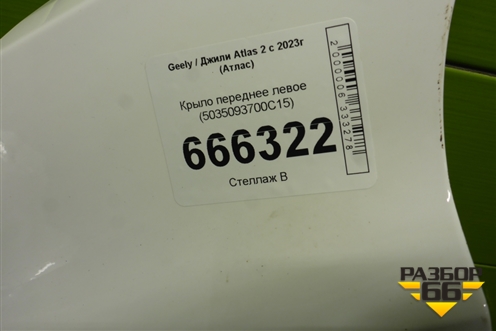 Geely / Джили Atlas 2 с 2023г
(Атлас)
Крыло переднее левое
(5035093700C15)
666322
Стеллаж В
2000006333278
РАЗБОР
66